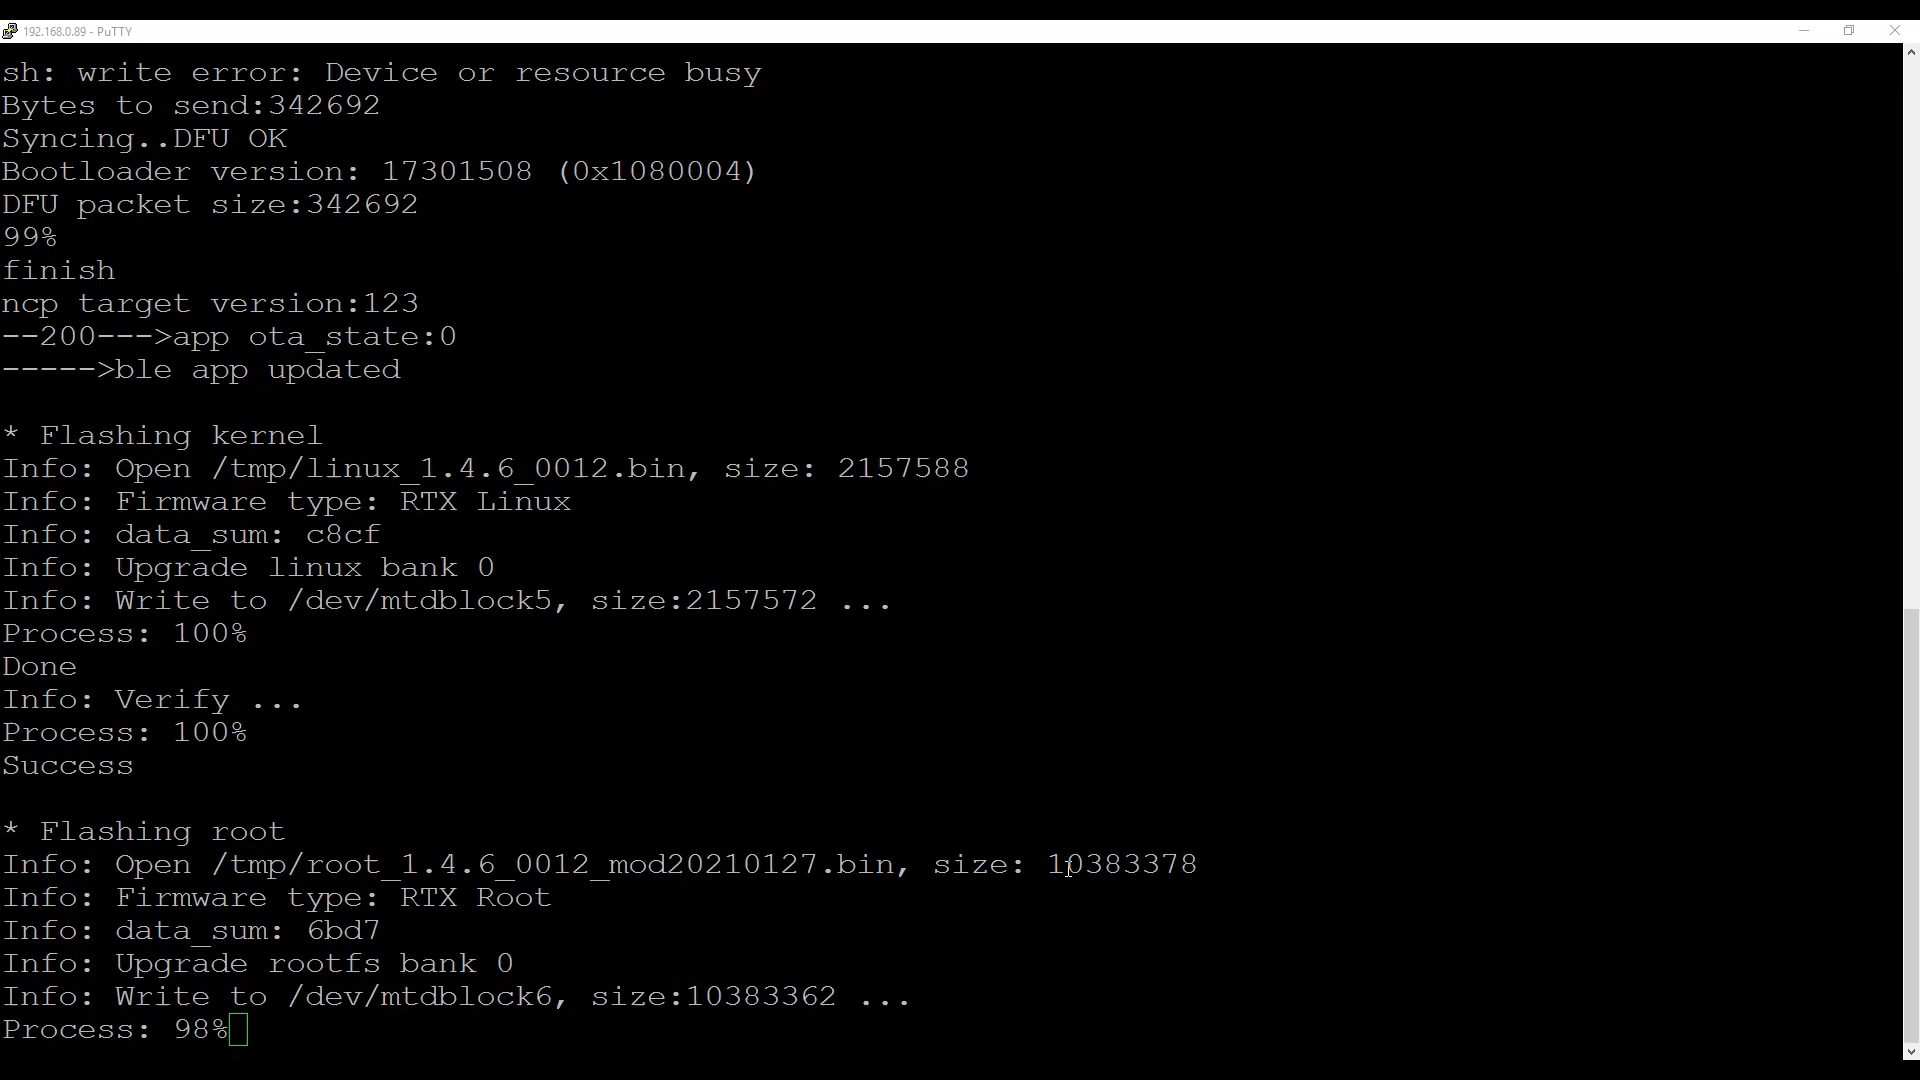 192.168.0.89 - PuTTY
sh: write error: Device or resource busy
Bytes to send:342692
Syncing..DFU OK
Bootloader version: 17301508 (0x1080004)
DFU packet size:342692
99%
finish
ncp target version:123
--200--->app ota_state:0
----->ble app updated
* Flashing kernel
Info: Open /tmp/linux_1.4.6_0012.bin, size: 2157588
Info: Firmware type: RTX Linux
Info: data_sum: c8cf
Info: Upgrade linux bank 0
Info: Write to /dev/mtdblock5, size:2157572 ...
Process: 100%
Done
Info: Verify ...
Process: 100%
Success
* Flashing root
Info: Open /tmp/root_1.4.6_0012_mod20210127.bin, size: 10383378
Info: Firmware type: RTX Root
Info: data_sum: 6bd7
Info: Upgrade rootfs bank 0
Info: Write to /dev/mtdblock6, size:10383362 ...
Process: 98%